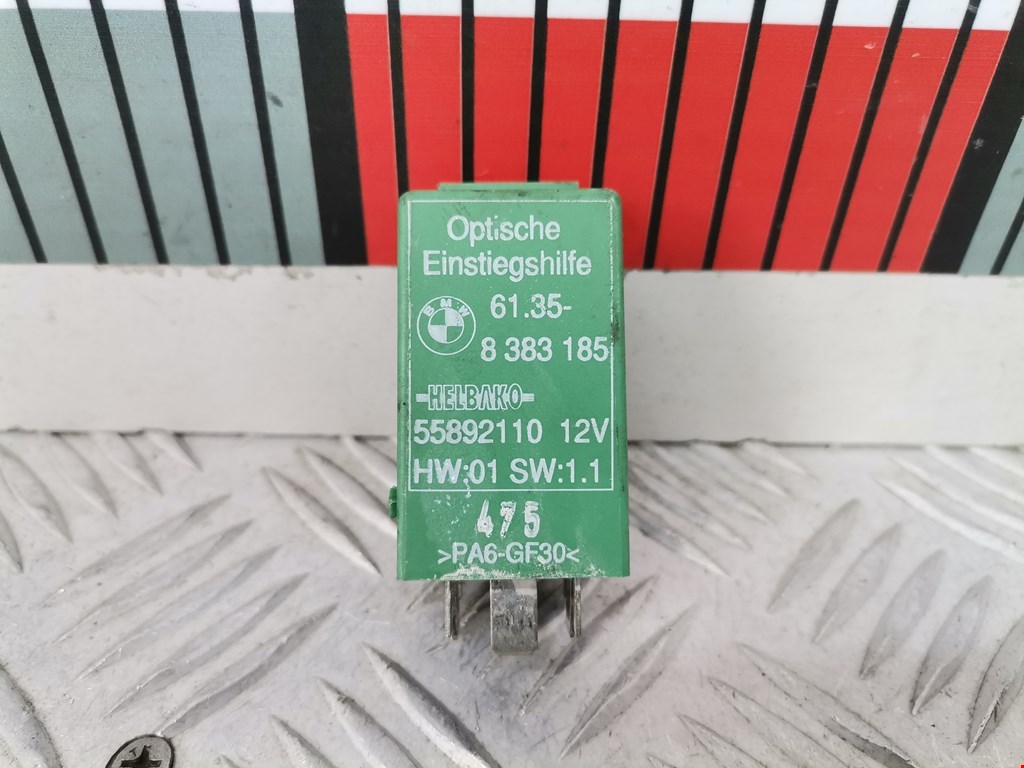 Optische
Einstiegshilfe
BMW 61.35-
8 383 185
HELBAKO
55892110 12V
HW:01 SW:1.1
475
>PA6-GF30<